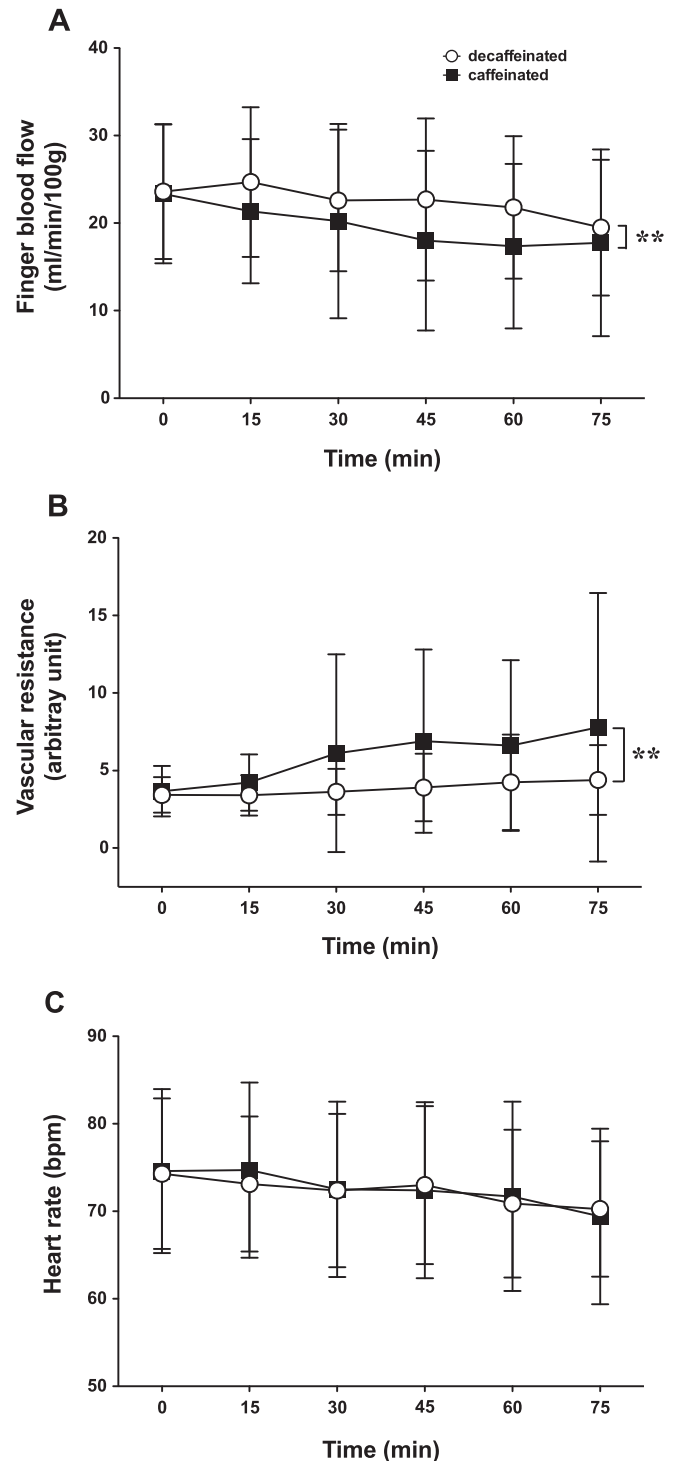 A
40
30
20
10
0
Finger blood flow
(ml/min/100g)
decaffeinated
caffeinated
**
0 15 30 45 60 75
Time (min)
B
20
15
10
5
0
Vascular resistance
(arbitray unit)
**
0 15 30 45 60 75
Time (min)
C
90
80
70
60
50
Heart rate (bpm)
0 15 30 45 60 75
Time (min)